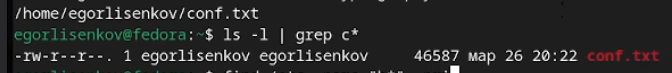 /home/egorlisenkov/conf.txt
egorlisenkov@fedora:~$ ls -l | grep c*
-rw-r--r--. 1 egorlisenkov egorlisenkov 46587 мар 26 20:22 conf.txt